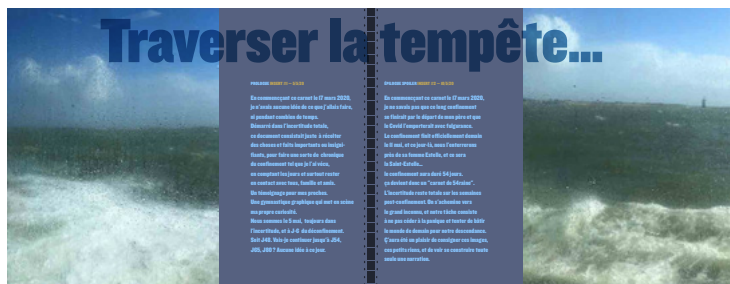 Traverser la tempête...
PROLOGUE
En commençant ce carnet le 17 mars 2020,
je n'avais aucune idée de ce que j'allais faire,
ni pendant combien de temps.
Démarré dans l'incertitude totale,
ce document consistait juste à récolter
des choses et faits importants ou insigni-
fiants, pour faire une sorte de chronique
du confinement tel que je l'ai vécu,
en comptant les jours et surtout rester
en contact avec tous, famille et amis.
Un témoignage pour mes proches.
Une gymnastique graphique qui met en scène
ma propre curiosité.
Nous sommes le 5 mai, toujours dans
l'incertitude, et à J-6 du déconfinement.
Soit J49. Vais-je continuer jusqu'à J54,
J55, J56 ? Aucune idée à ce jour.
ÉPILOGUE
En commençant ce carnet le 17 mars 2020,
je ne savais pas que ce long confinement
se finirait par le départ de mon père et que
le Covid l'emporterait avec fulgurance.
Le confinement finit officiellement demain
le 11 mai, et ce jour-là, nous l'enterrerons
près de sa femme Estelle, et ce sera
la Saint-Estelle...
le confinement aura duré 54 jours.
ça devient donc un "carnet de 54aine".
L'incertitude reste totale sur les semaines
post-confinement. On s'achemine vers
le grand inconnu, et notre tâche consiste
à ne pas céder à la panique et tenter de bâtir
le monde de demain pour notre descendance.
Ç'aura été un plaisir de consigner ces images,
ces petits riens, et de voir se construire toute
seule une narration.